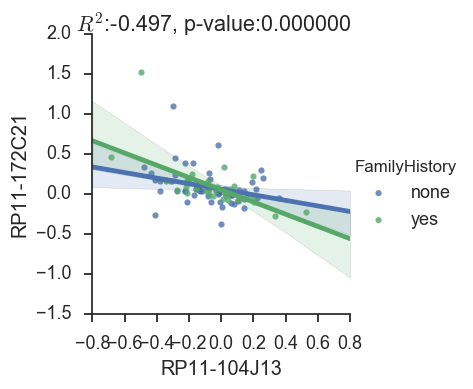 R²:-0.497, p-value:0.000000
2.0
1.5
1.0
0.5
0.0
−0.5
−1.0
−1.5
RP11-172C21
−0.8 −0.6 −0.4 −0.2 0.0 0.2 0.4 0.6 0.8
RP11-104J13
FamilyHistory
none
yes